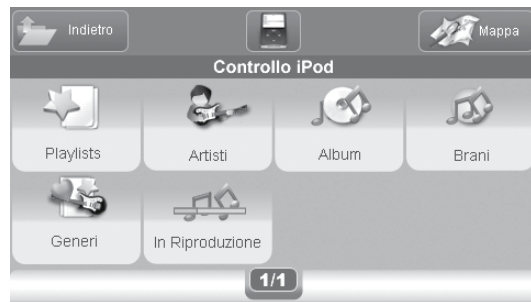 Indietro
Mappa
Controllo iPod
Playlists
Artisti
Album
Brani
Generi
In Riproduzione
1/1